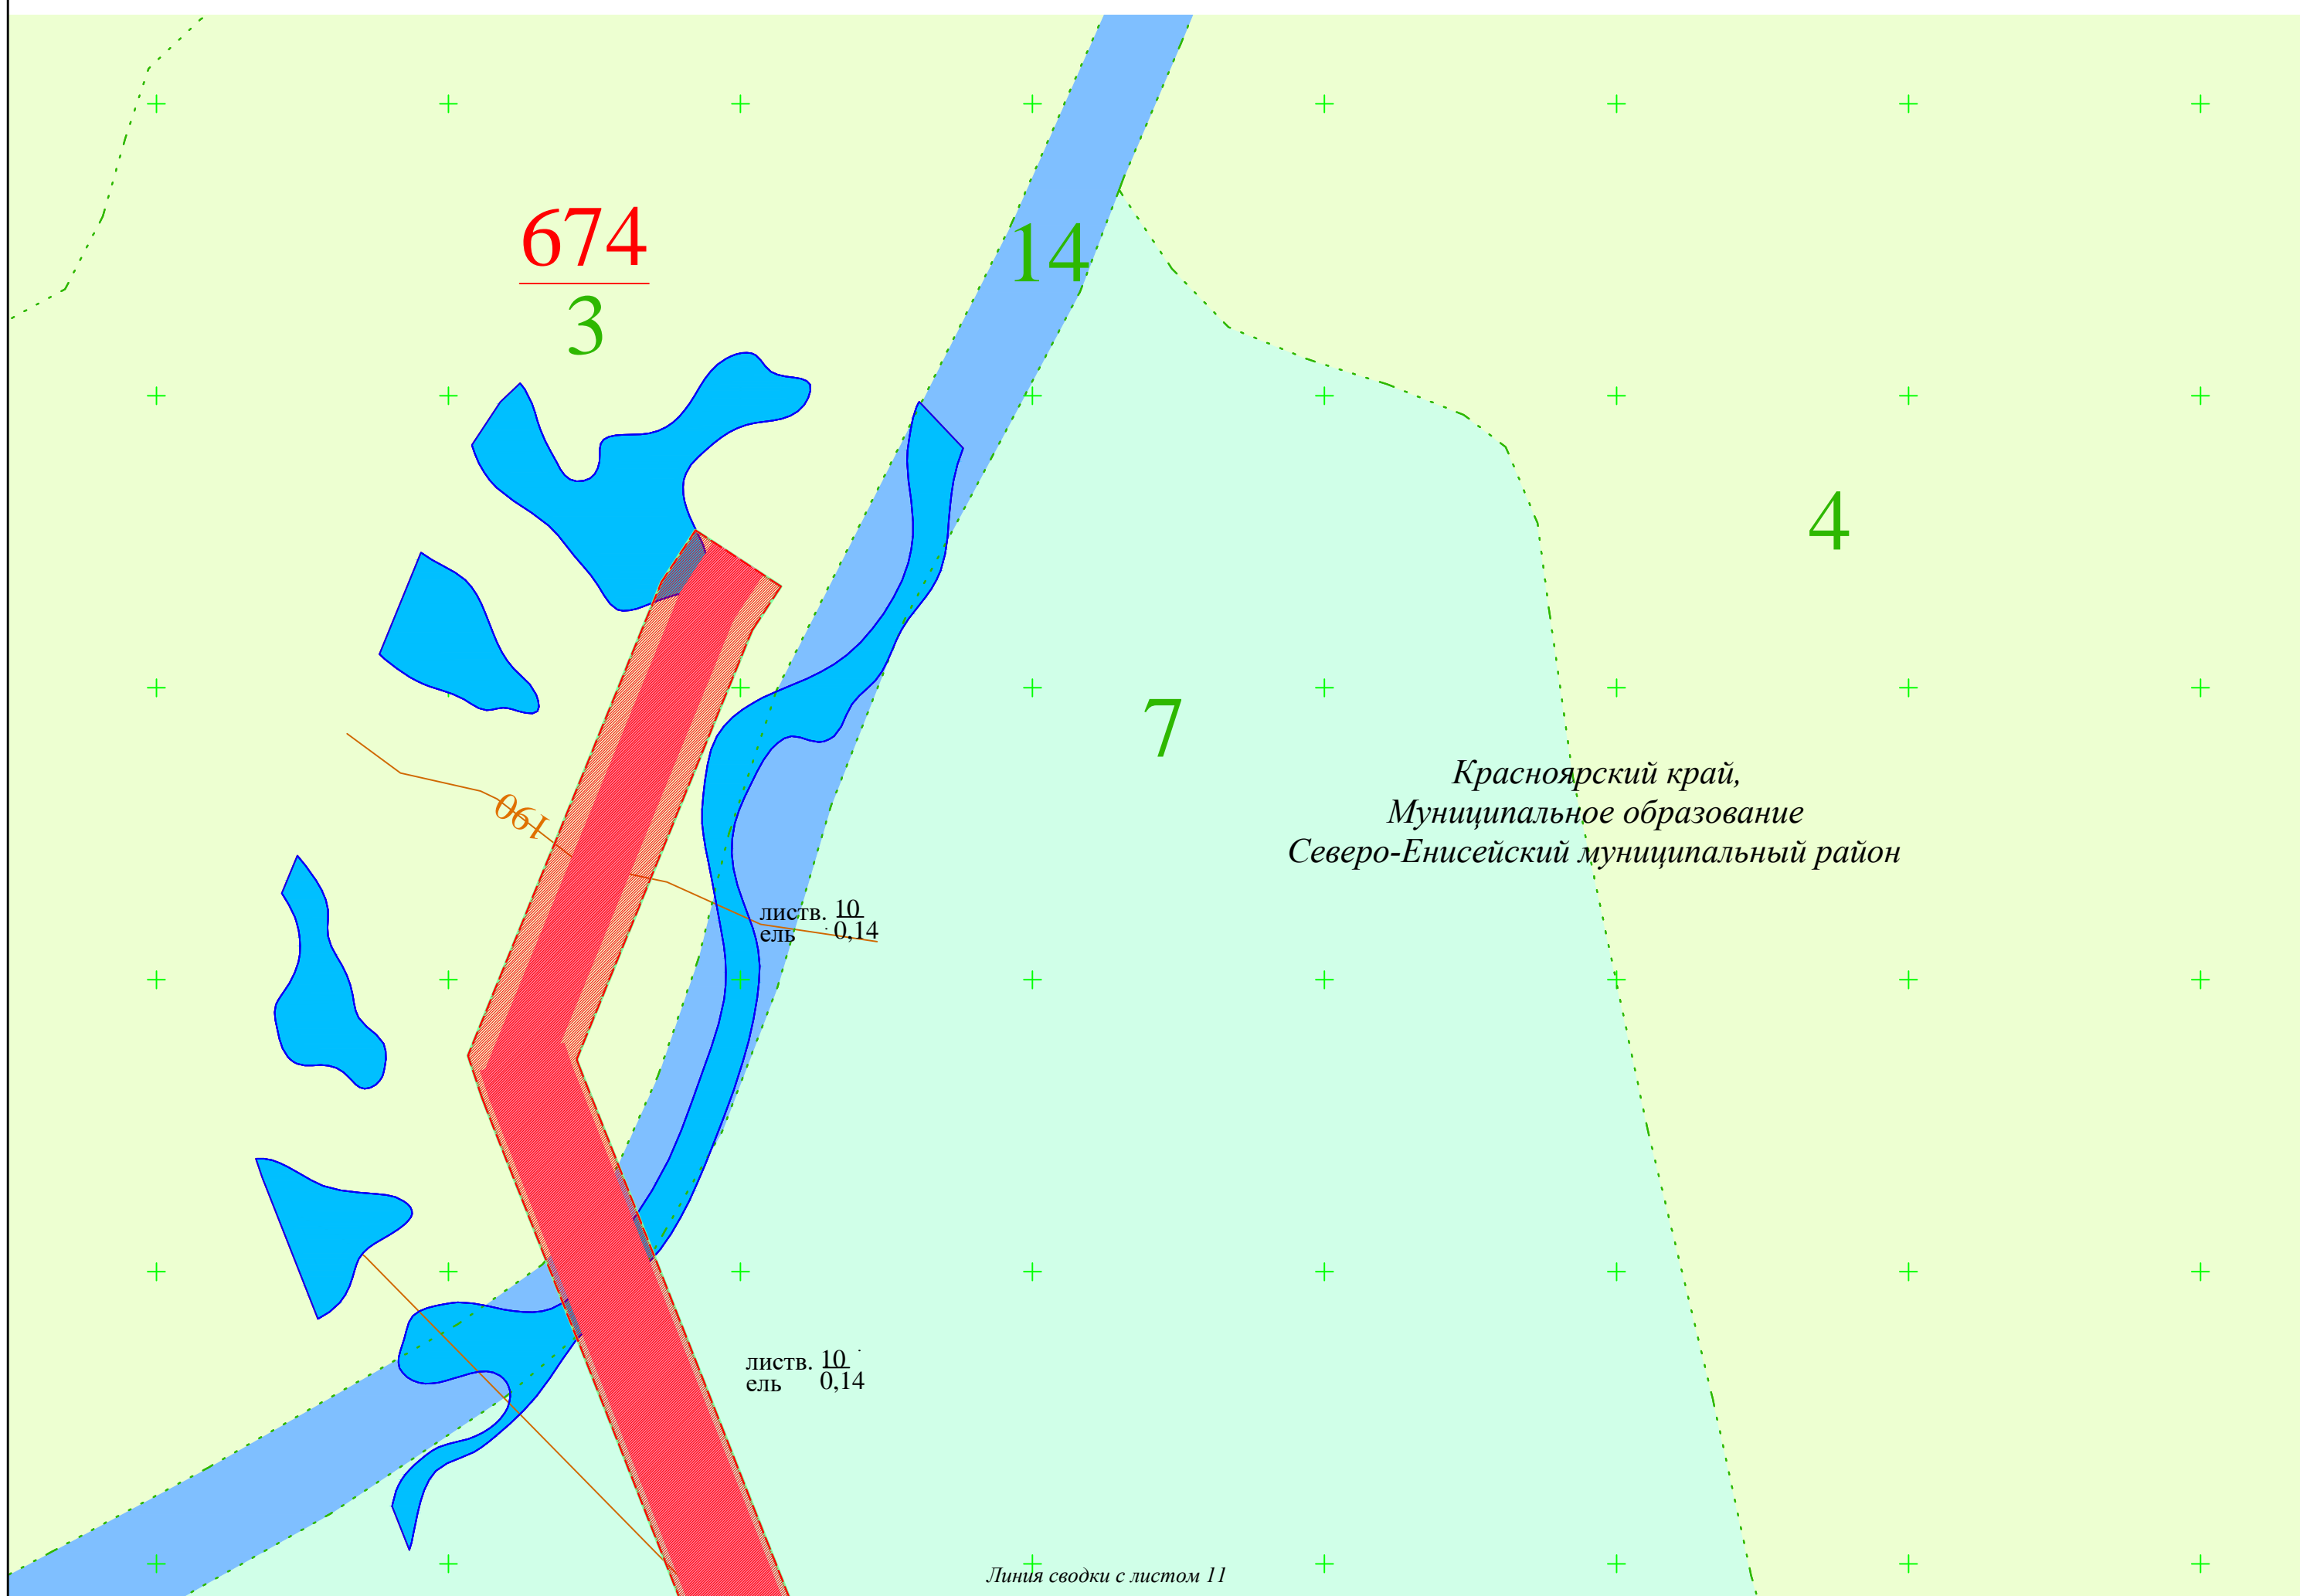 674
3
14
4
7
Красноярский край,
Муниципальное образование
Северо-Енисейский муниципальный район
190
листв. 10
ель 0,14
листв. 10
ель 0,14
Линия сводки с листом 11